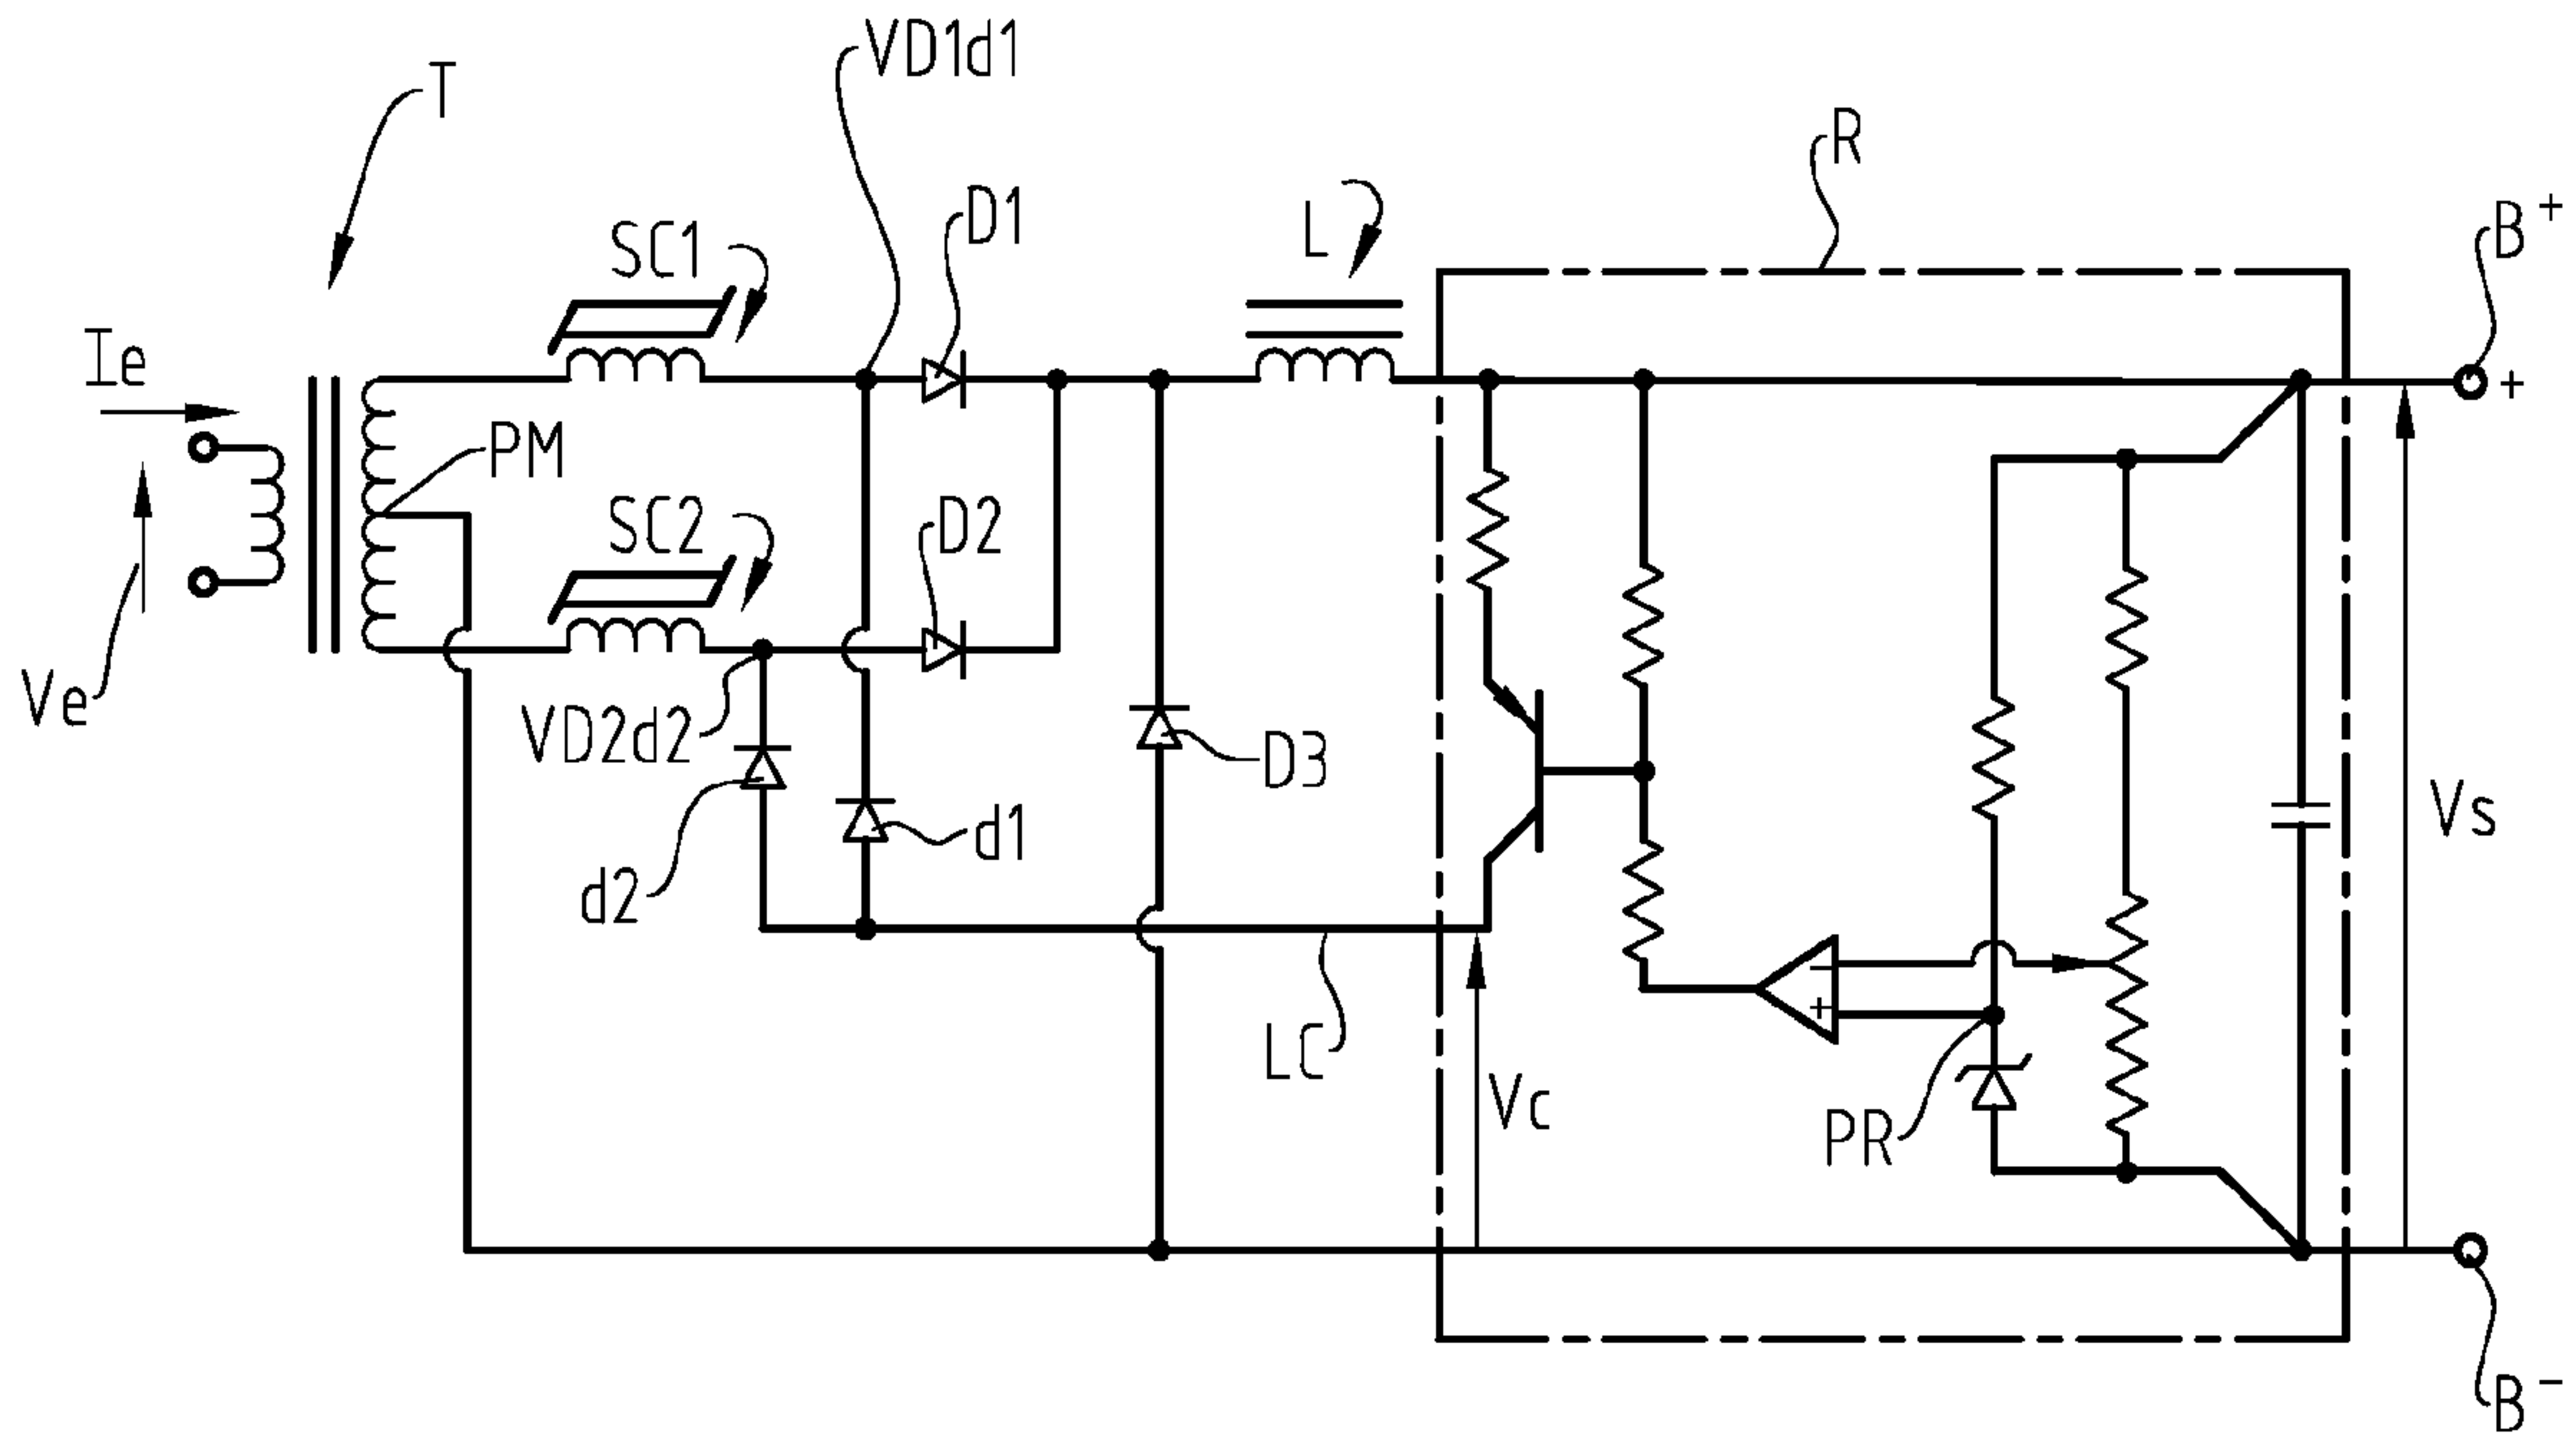 VD1d1
T
R
D1
B+
SC1
L
Ie
+
PM
SC2
D2
Ve
VD2d2
D3
Vs
d1
d2
−
+
LC
Vc
PR
B-